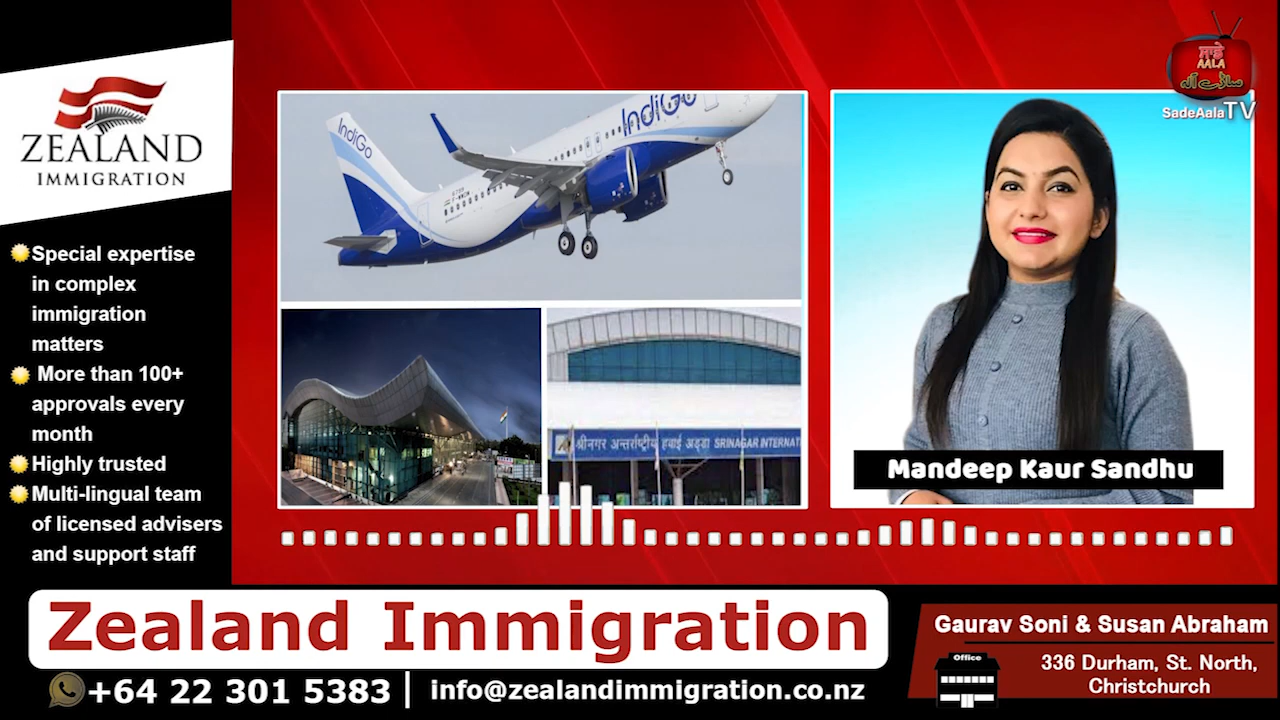 ZEALAND
IMMIGRATION
Special expertise
in complex
immigration
matters
More than 100+
approvals every
month
Highly trusted
Multi-lingual team
of licensed advisers
and support staff
IndiGo
IndiGo
श्रीनगर अन्तर्राष्ट्रीय हवाई अड्डा SRINAGAR INTERNAT
ਸਾਡੇ
AALA
ساڈے آلہ
SadeAalaTV
Mandeep Kaur Sandhu
Zealand Immigration
+64 22 301 5383 | info@zealandimmigration.co.nz
Gaurav Soni & Susan Abraham
Office
336 Durham, St. North,
Christchurch